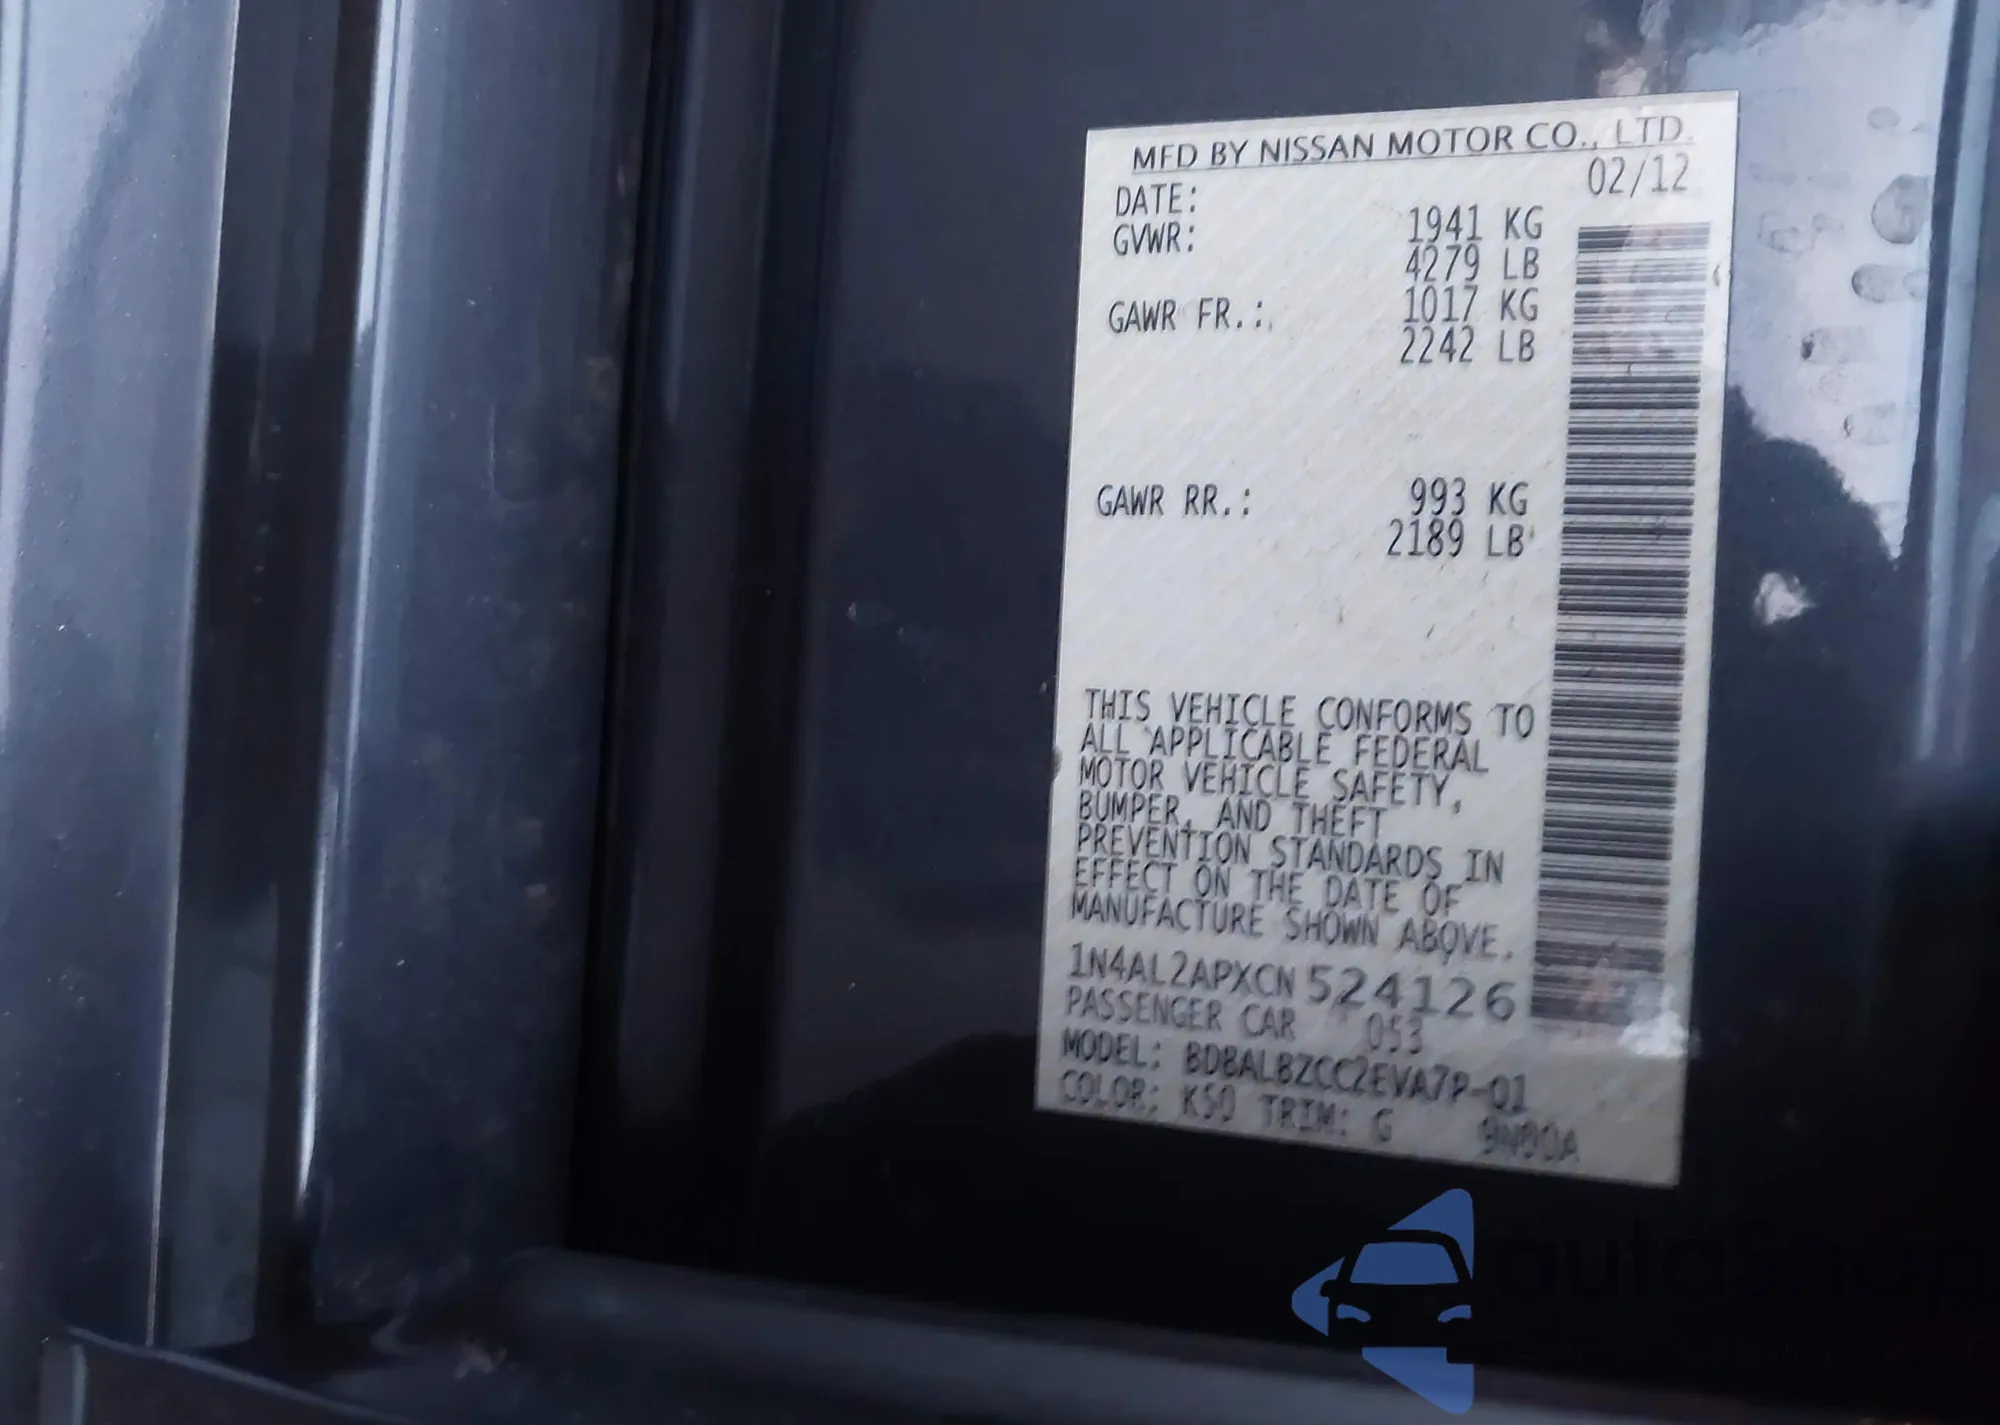 MFD BY NISSAN MOTOR CO., LTD.
DATE: 02/12
GVWR: 1941 KG
4279 LB
GAWR FR.: 1017 KG
2242 LB
GAWR RR.: 993 KG
2189 LB
THIS VEHICLE CONFORMS TO
ALL APPLICABLE FEDERAL
MOTOR VEHICLE SAFETY,
BUMPER, AND THEFT
PREVENTION STANDARDS IN
EFFECT ON THE DATE OF
MANUFACTURE SHOWN ABOVE.
1N4AL2APXCN524126
PASSENGER CAR 053
MODEL: BDBALBZCC2EVA7P-01
COLOR: K50 TRIM: G 9N00A
autosnap